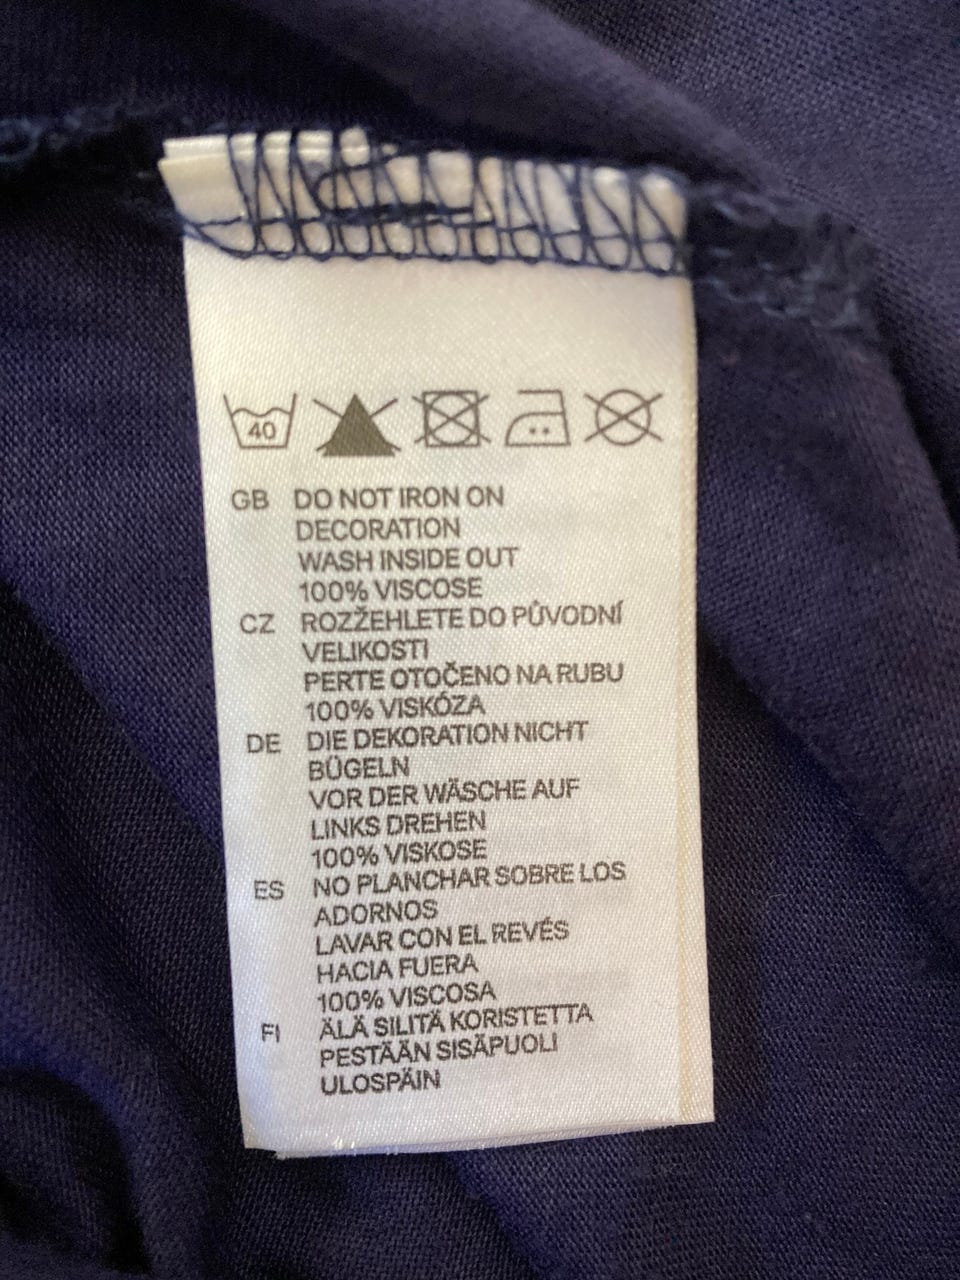 40
GB DO NOT IRON ON
DECORATION
WASH INSIDE OUT
100% VISCOSE
CZ ROZŽEHLETE DO PŮVODNÍ
VELIKOSTI
PERTE OTOČENO NA RUBU
100% VISKÓZA
DE DIE DEKORATION NICHT
BÜGELN
VOR DER WÄSCHE AUF
LINKS DREHEN
100% VISKOSE
ES NO PLANCHAR SOBRE LOS
ADORNOS
LAVAR CON EL REVÉS
HACIA FUERA
100% VISCOSA
FI ÄLÄ SILITÄ KORISTETTA
PESTÄÄN SISÄPUOLI
ULOSPÄIN